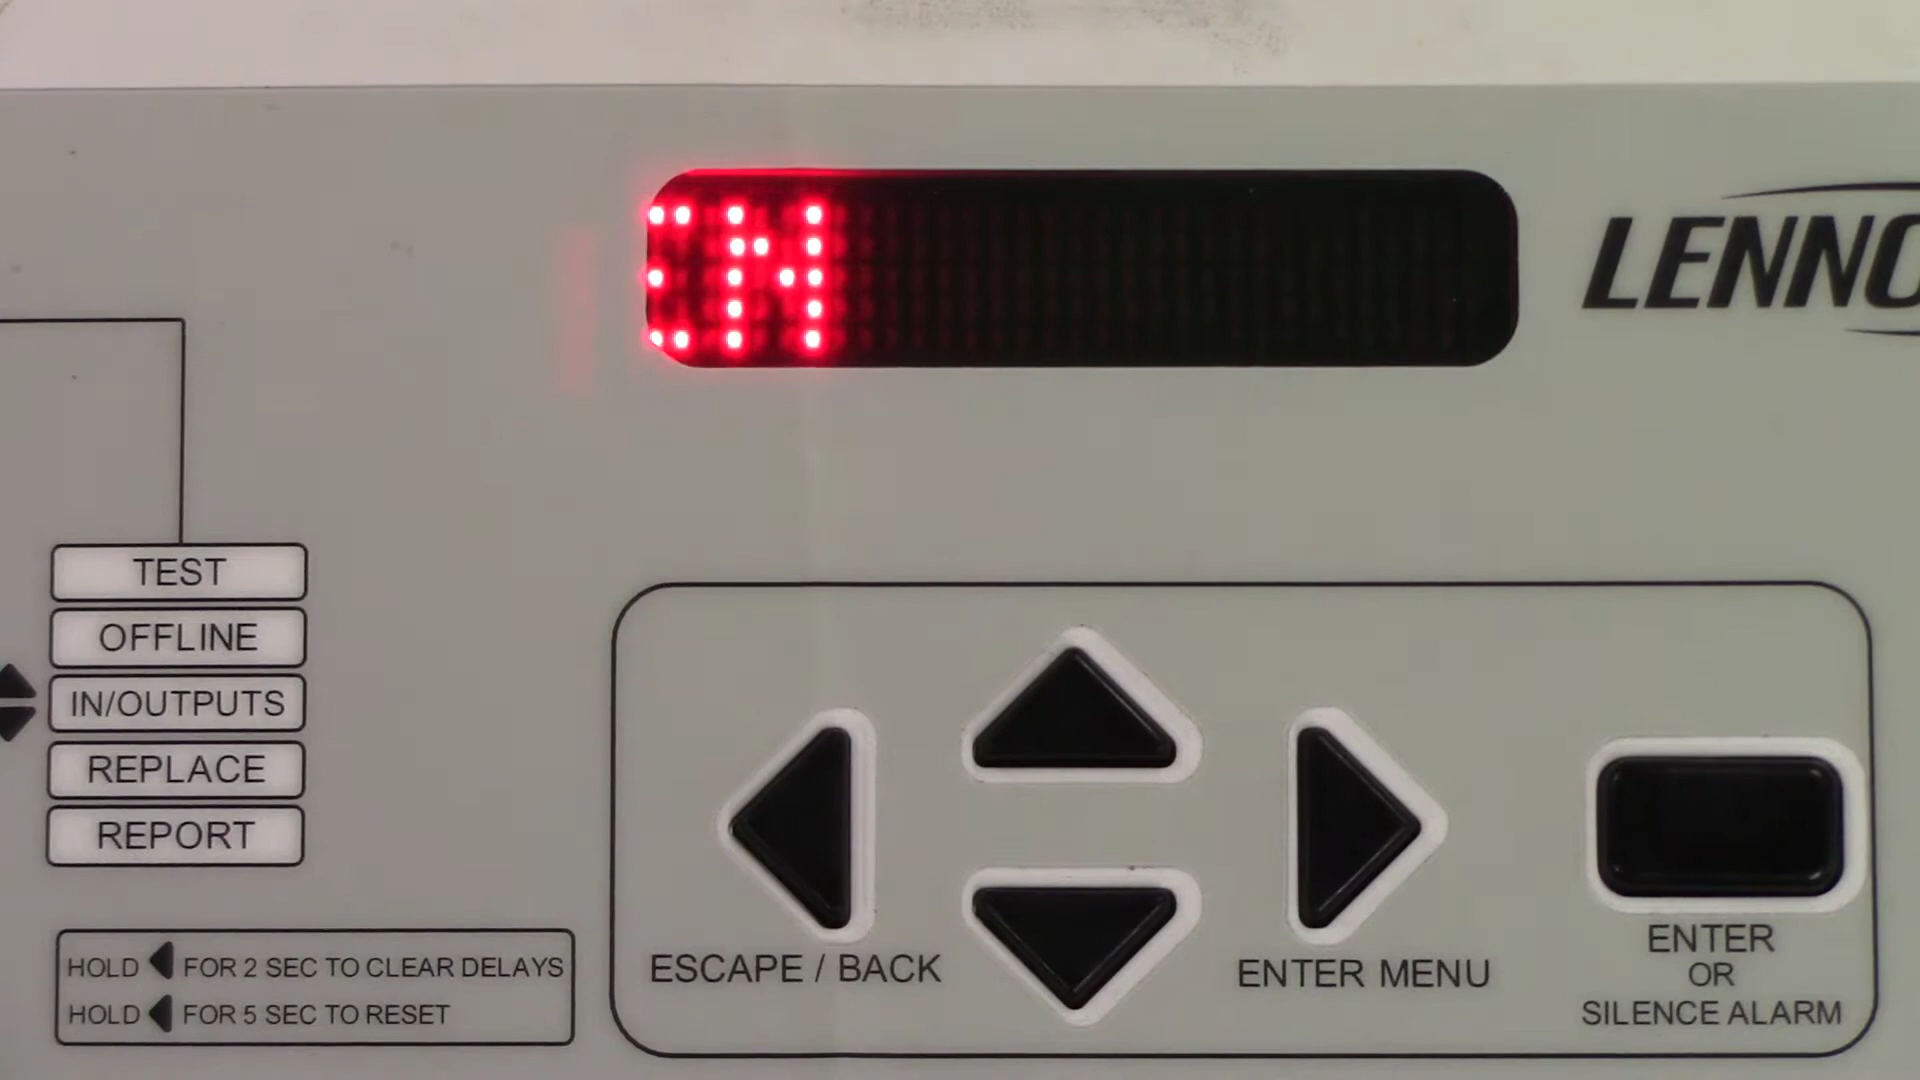 N
LENNO
TEST
OFFLINE
IN/OUTPUTS
REPLACE
REPORT
HOLD ◀ FOR 2 SEC TO CLEAR DELAYS
HOLD ◀ FOR 5 SEC TO RESET
ESCAPE / BACK
ENTER MENU
ENTER
OR
SILENCE ALARM